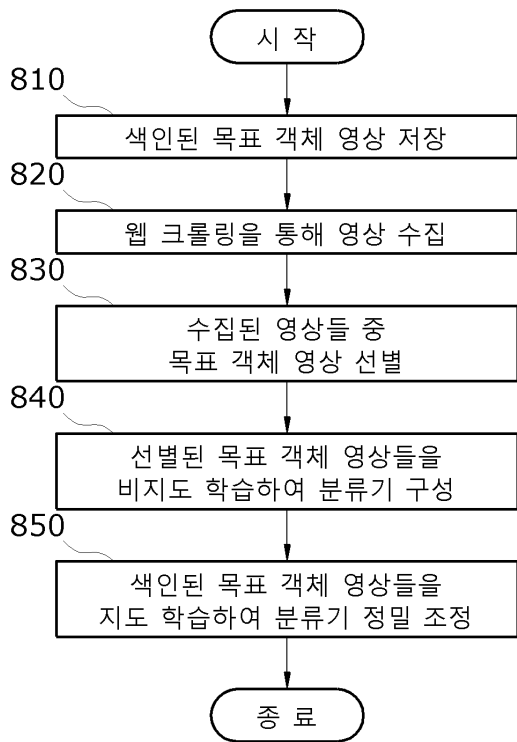 시 작
810
색인된 목표 객체 영상 저장
820
웹 크롤링을 통해 영상 수집
830
수집된 영상들 중
목표 객체 영상 선별
840
선별된 목표 객체 영상들을
비지도 학습하여 분류기 구성
850
색인된 목표 객체 영상들을
지도 학습하여 분류기 정밀 조정
종 료